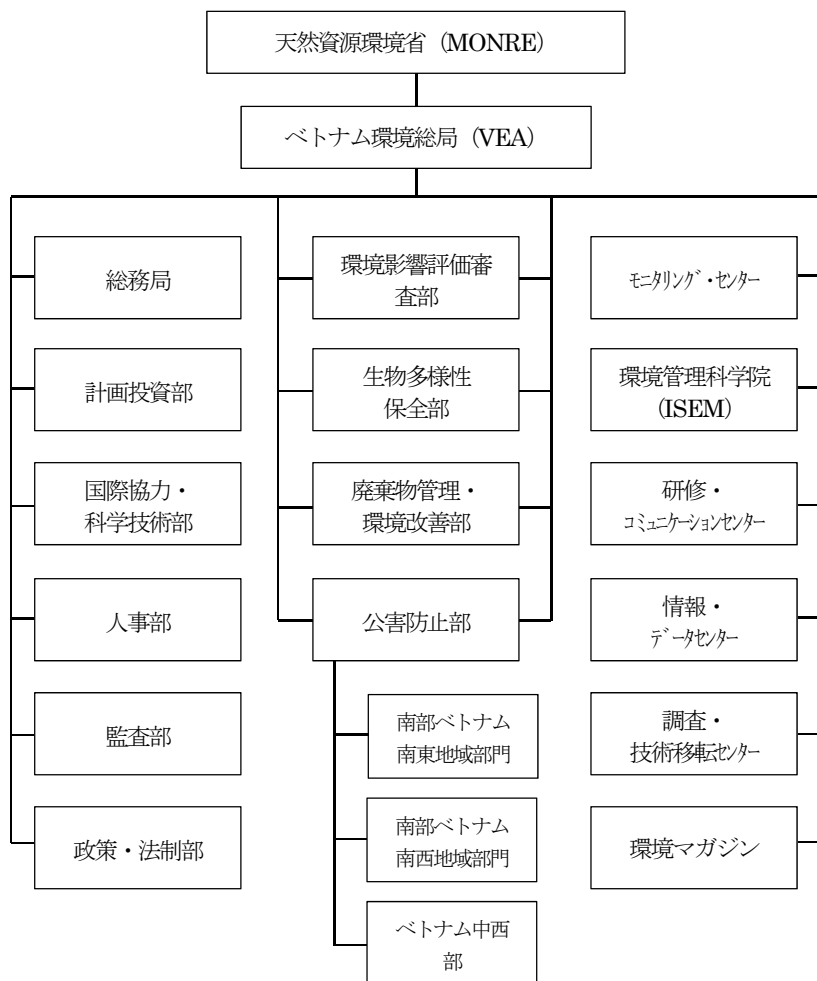 天然資源環境省 (MONRE)
ベトナム環境総局 (VEA)
総務局
計画投資部
国際協力・
科学技術部
人事部
監査部
政策・法制部
環境影響評価審
査部
生物多様性
保全部
廃棄物管理・
環境改善部
公害防止部
南部ベトナム
南東地域部門
南部ベトナム
南西地域部門
ベトナム中西
部
ﾓﾆﾀﾘﾝｸﾞ・ｾﾝﾀｰ
環境管理科学院
(ISEM)
研修・
ｺﾐｭﾆｹｰｼｮﾝｾﾝﾀｰ
情報・
ﾃﾞｰﾀｾﾝﾀｰ
調査・
技術移転ｾﾝﾀｰ
環境マガジン